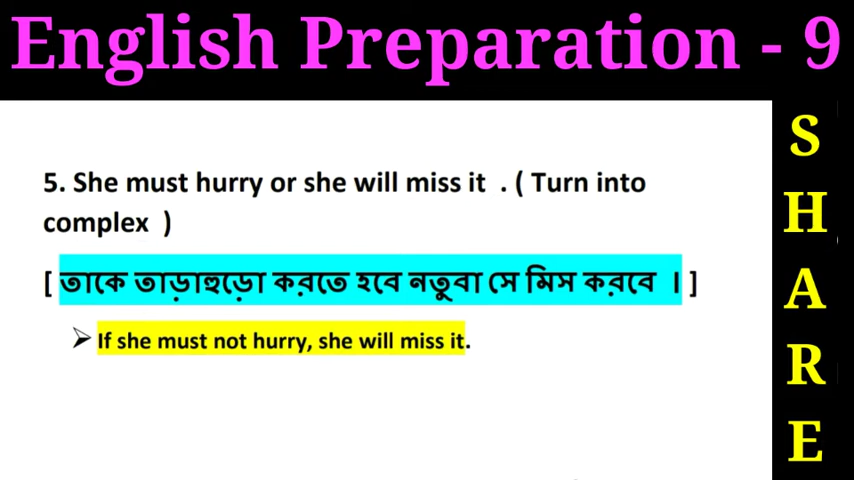 English Preparation - 9
5. She must hurry or she will miss it . ( Turn into
complex )
[ তাকে তাড়াহুড়ো করতে হবে নতুবা সে মিস করবে । ]
➢ If she must not hurry, she will miss it.
S
H
A
R
E